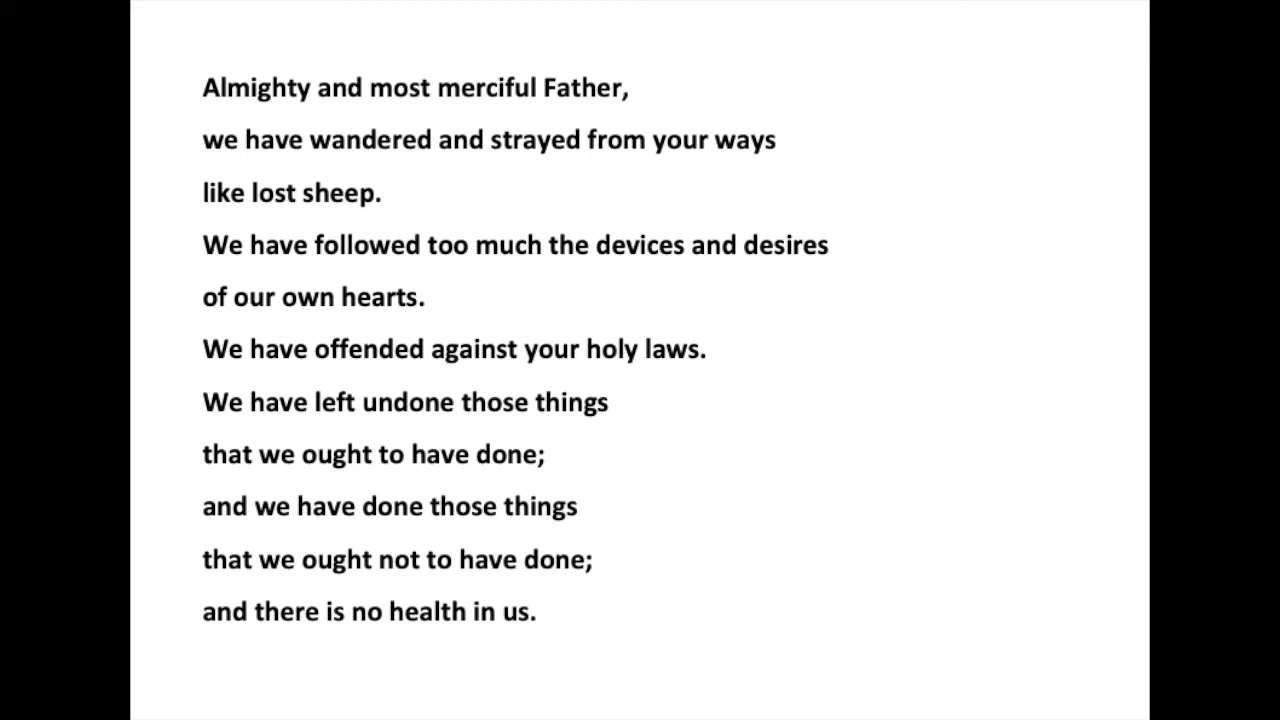 Almighty and most merciful Father,
we have wandered and strayed from your ways
like lost sheep.
We have followed too much the devices and desires
of our own hearts.
We have offended against your holy laws.
We have left undone those things
that we ought to have done;
and we have done those things
that we ought not to have done;
and there is no health in us.